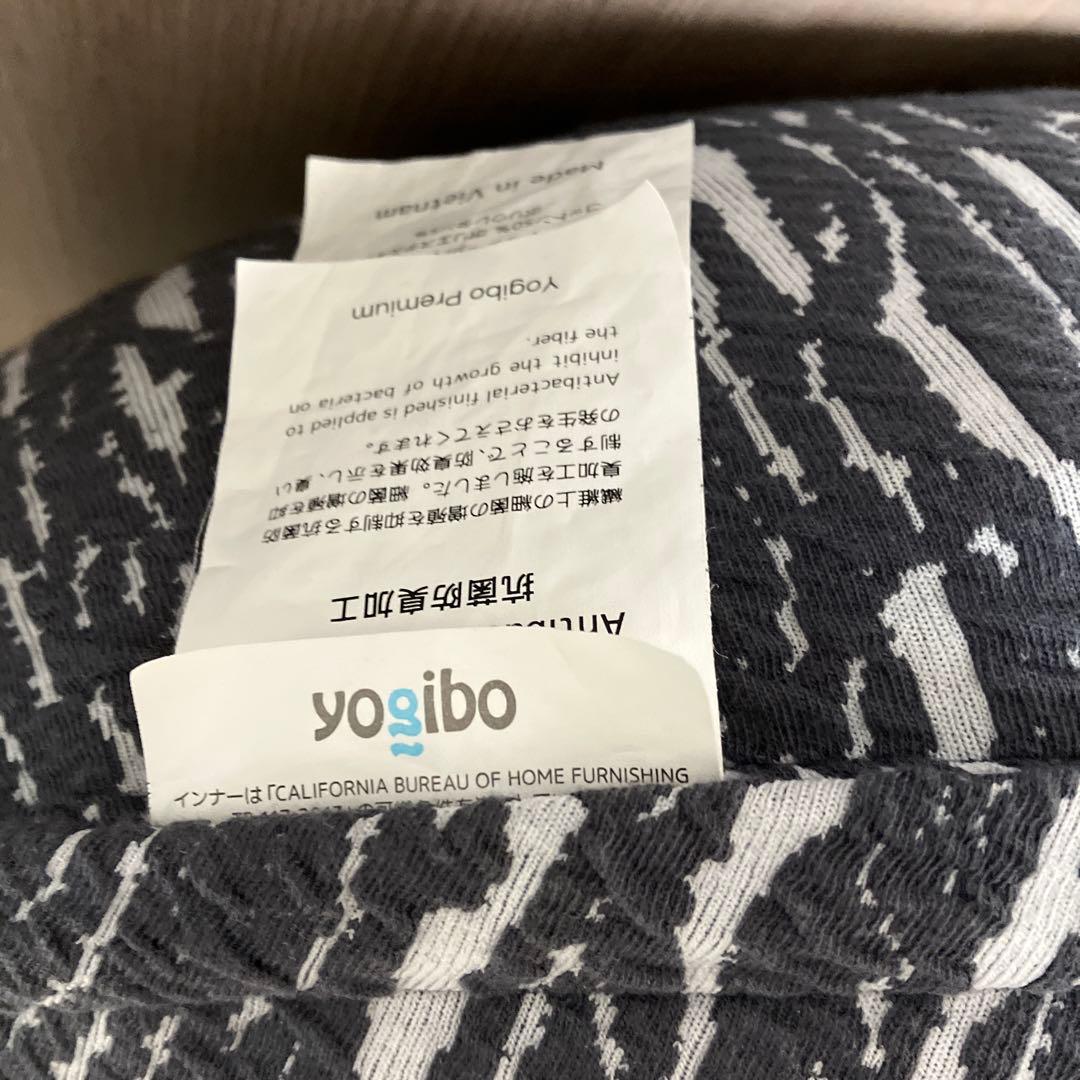 yogibo
インナーは「CALIFORNIA BUREAU OF HOME FURNISHING
抗菌防臭加工
繊維上の細菌の増殖を抑制する抗菌防
臭加工を施しました。細菌の増殖を抑
制することで、防臭効果を示し、臭い
の発生をおさえてくれます。
Antibacterial finished is applied to
inhibit the growth of bacteria on
the fiber.
Yogibo Premium
Made in Vietnam